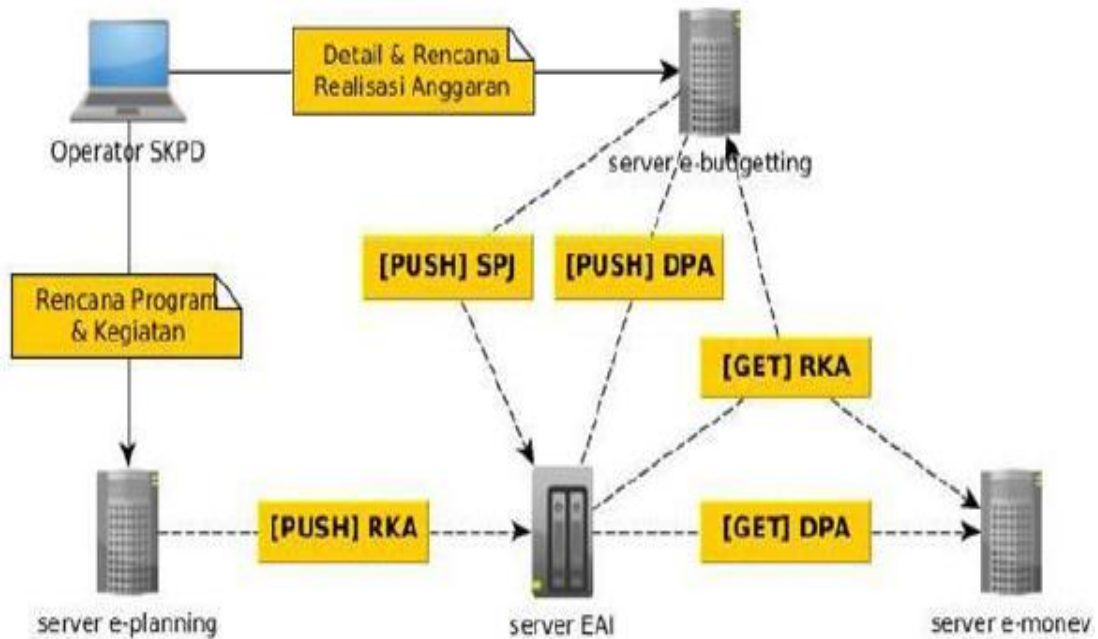 Detail & Rencana
Realisasi Anggaran
Operator SKPD
server e-budgetting
[PUSH] SPJ
[PUSH] DPA
Rencana Program
& Kegiatan
[GET] RKA
[PUSH] RKA
[GET] DPA
server e-planning
server EAI
server e-monev